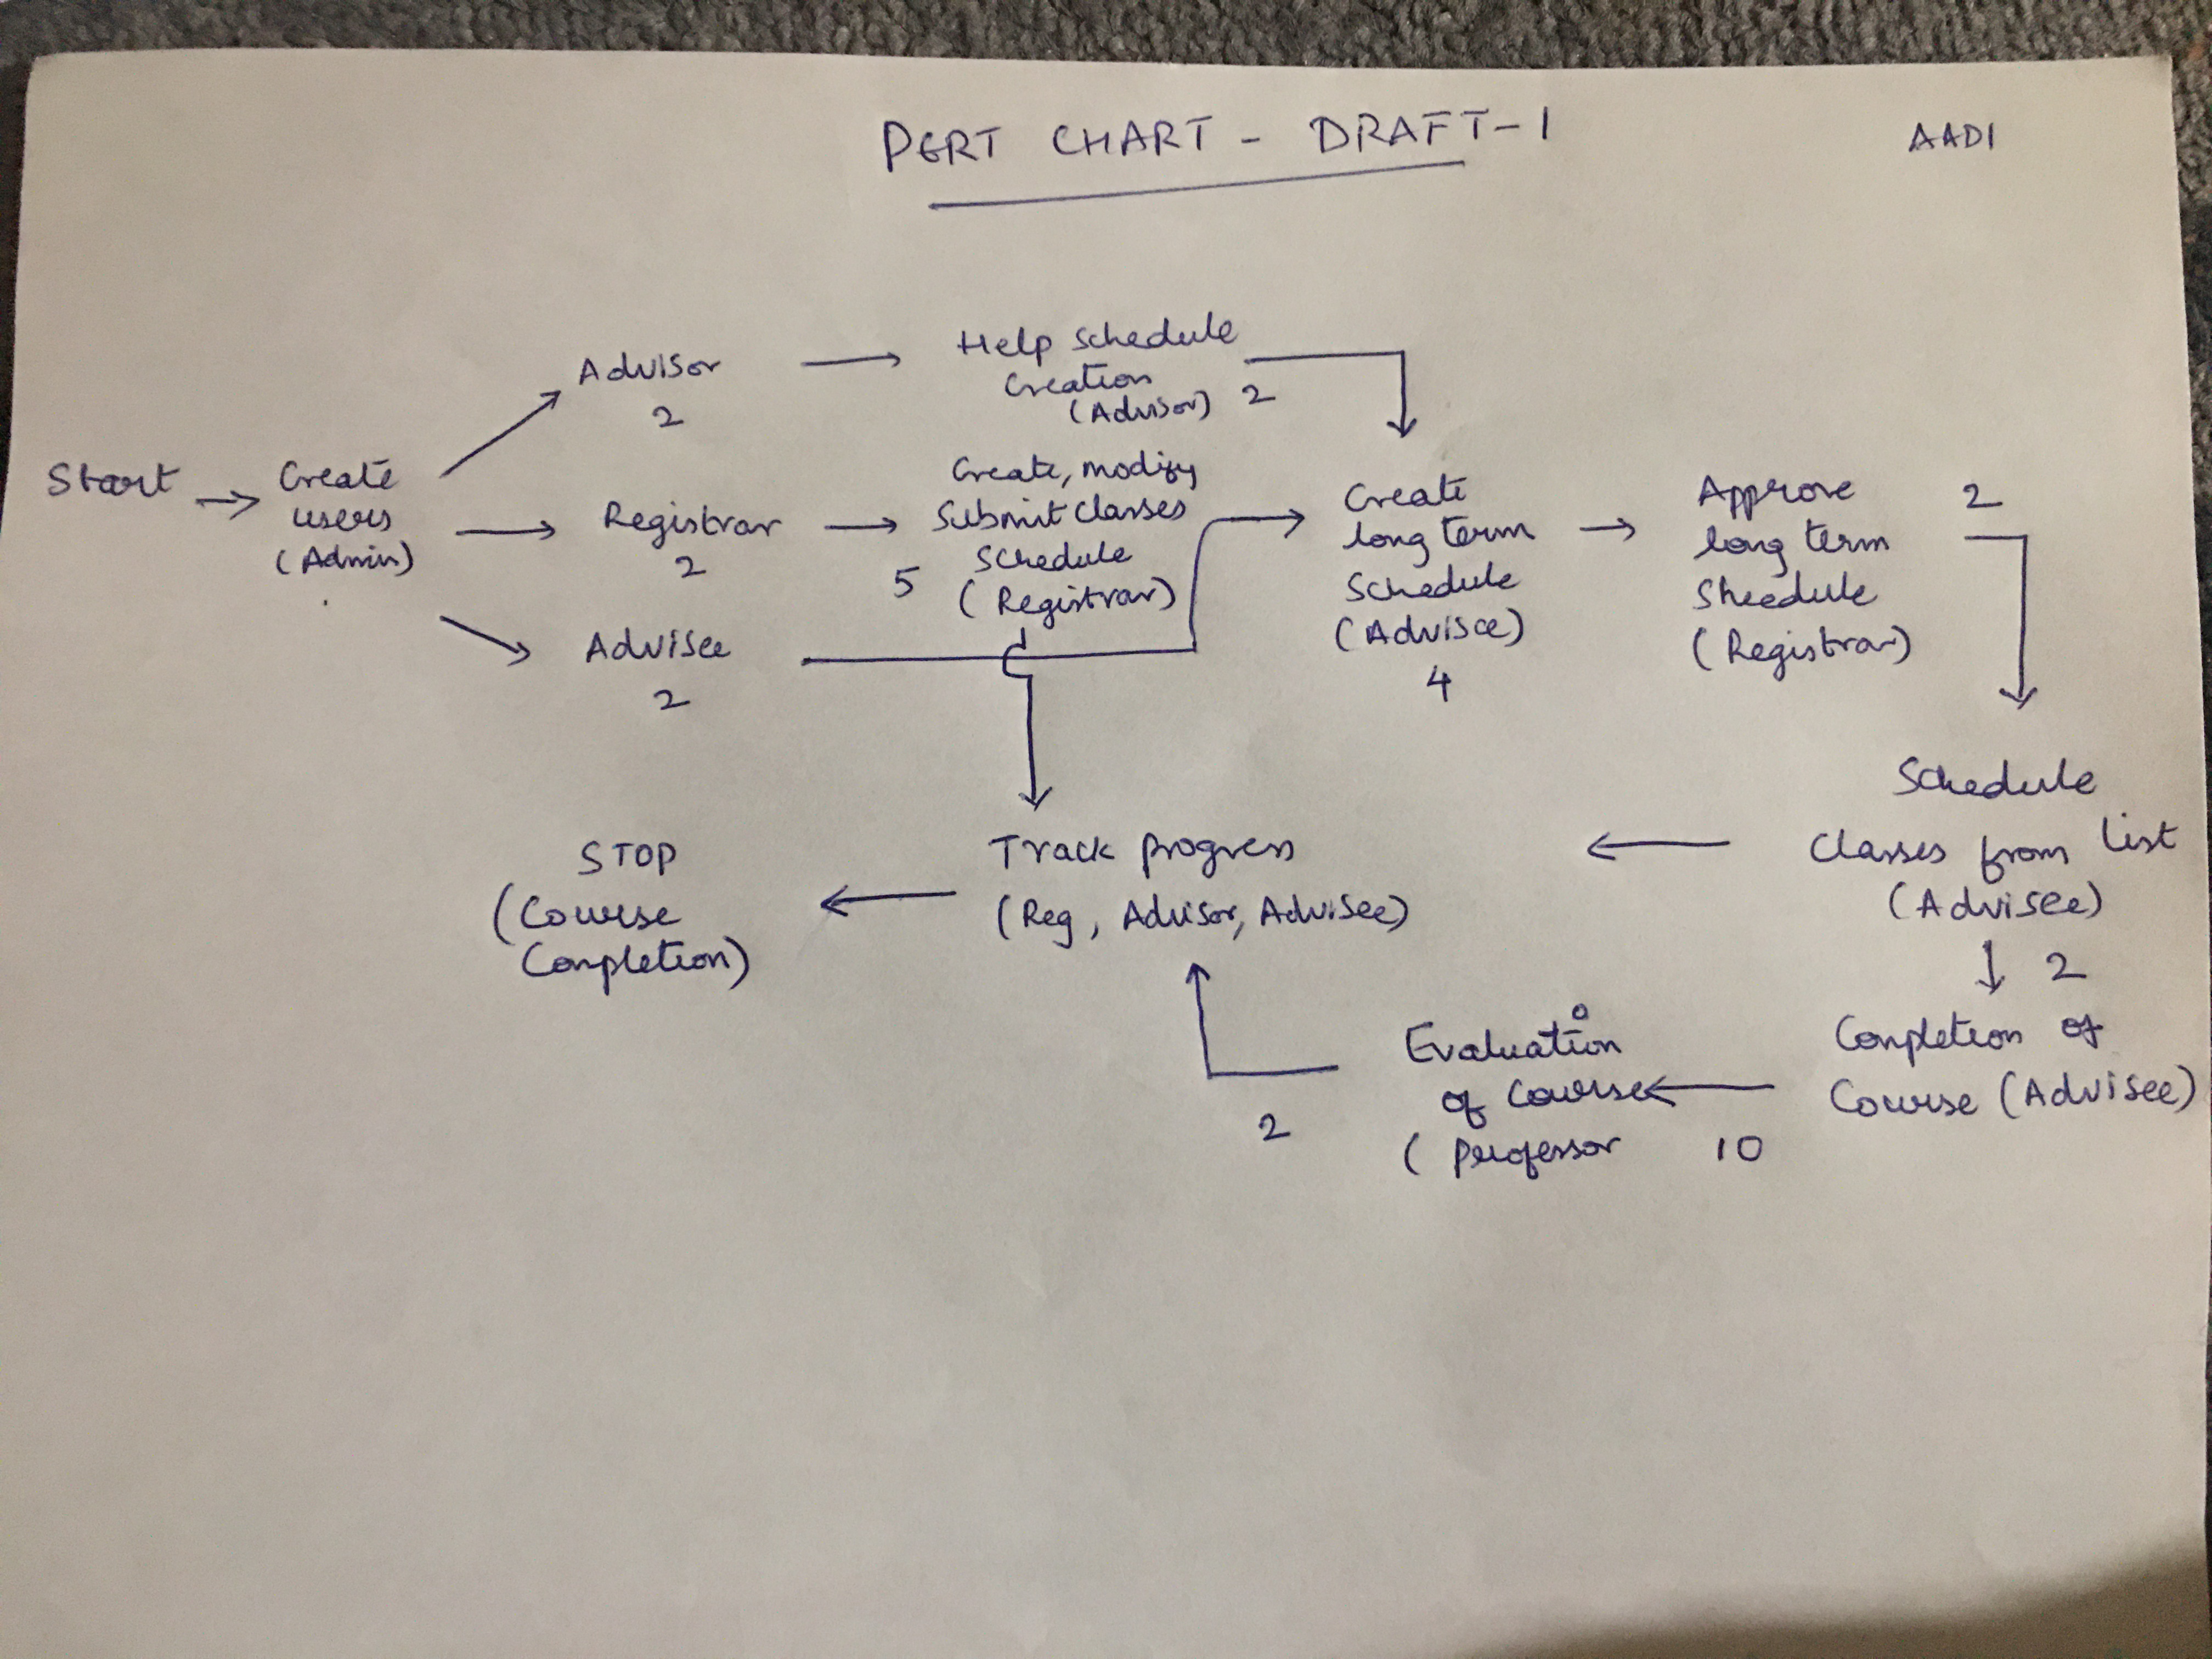 PERT CHART - DRAFT-1
AADI
Start
Create
users
(Admin)
Advisor
2
Help schedule
Creation
(Advisor) 2
Registrar
2
Create, modify
submit classes
schedule
5 (Registrar)
Advisee
2
Create
long term
schedule
(Advisee)
4
Approve
long term
Sheedule
(Registrar)
2
Schedule
Classes from list
(Advisee)
2
Completion of
Course (Advisee)
Evaluation
of Course
(Professor 10
2
Track progress
(Reg, Advisor, Advisee)
STOP
(Course
Completion)